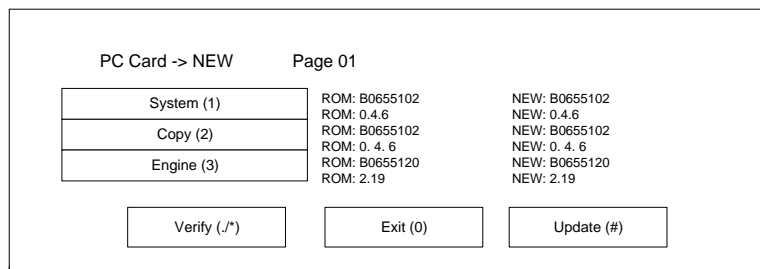 PC Card -> NEW Page 01
System (1)
ROM: B0655102 NEW: B0655102
ROM: 0.4.6 NEW: 0.4.6
Copy (2)
ROM: B0655102 NEW: B0655102
ROM: 0. 4. 6 NEW: 0. 4. 6
Engine (3)
ROM: B0655120 NEW: B0655120
ROM: 2.19 NEW: 2.19
Verify (./*) Exit (0) Update (#)